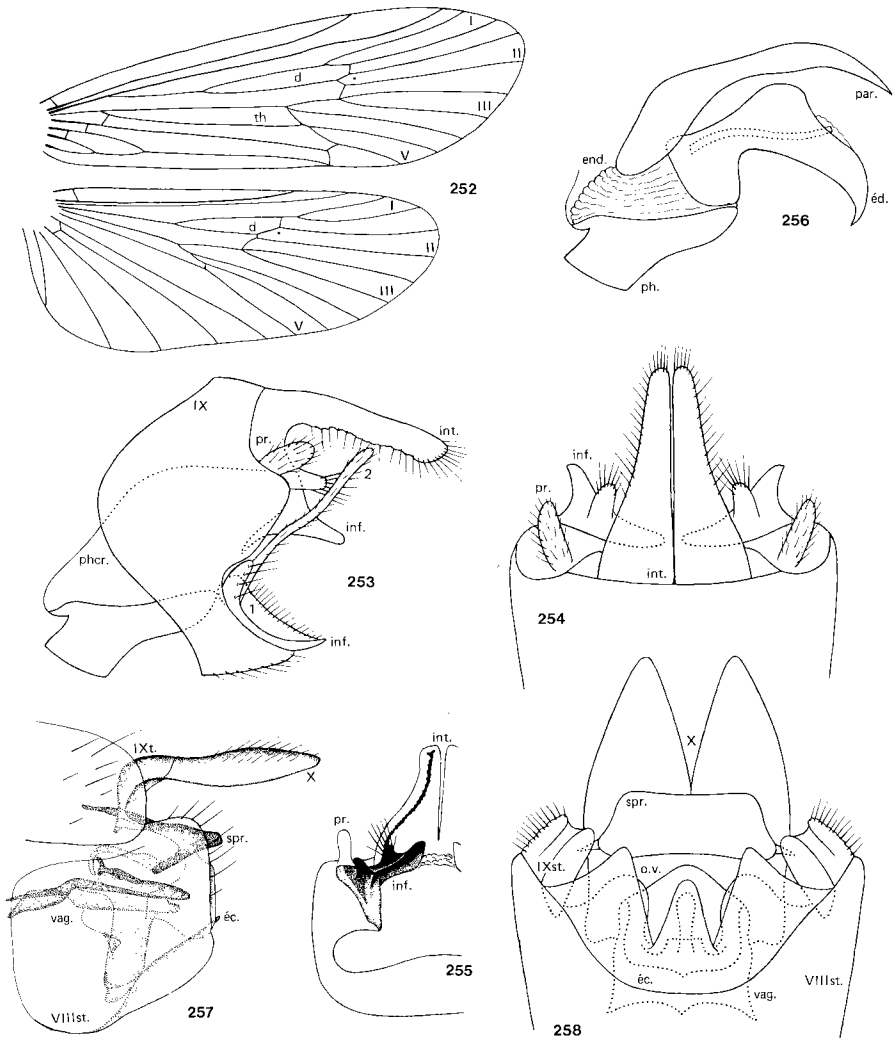 I
II
d
III
th
V
252
I
d
II
III
V
par.
end.
éd.
256
ph.
IX
pr.
int.
2
inf.
phcr.
253
1
inf.
inf.
pr.
int.
254
IXt.
X
spr.
vag.
éc.
257
VIIIst.
int.
pr.
inf.
255
X
spr.
IXst.
o.v.
éc.
vag.
VIIIst.
258